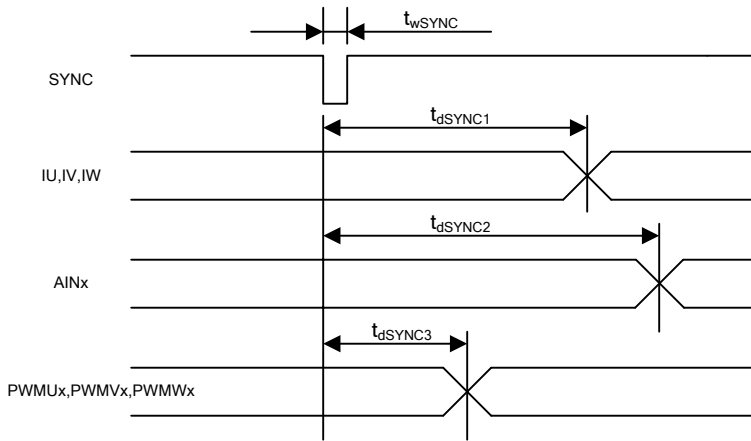 twSYNC
SYNC
tdSYNC1
IU,IV,IW
tdSYNC2
AINx
tdSYNC3
PWMUx,PWMVx,PWMWx